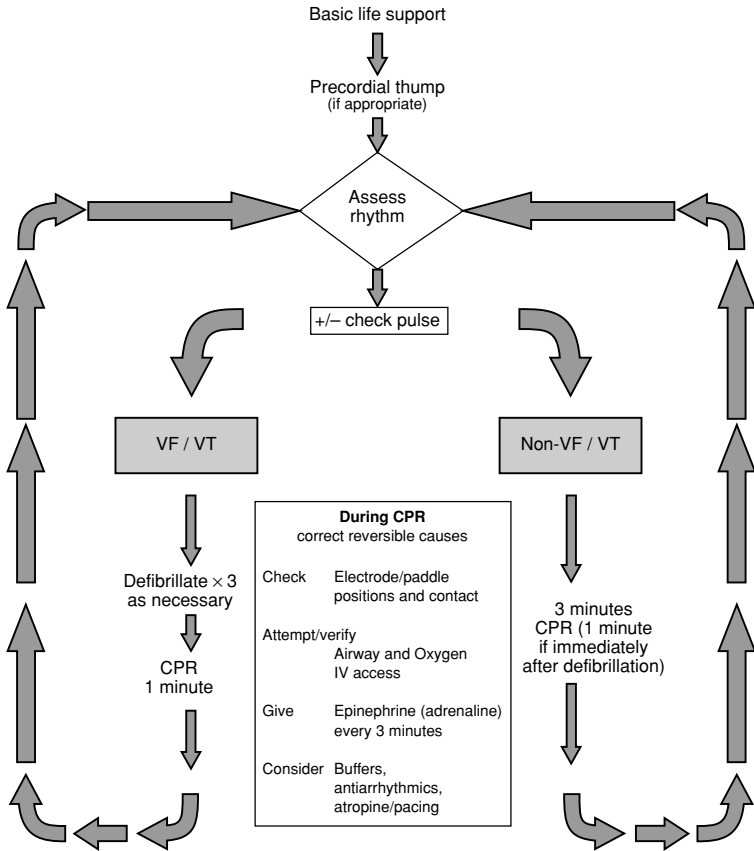 Basic life support
Precordial thump
(if appropriate)
Assess
rhythm
+/– check pulse
VF / VT
Non-VF / VT
Defibrillate × 3
as necessary
CPR
1 minute
During CPR
correct reversible causes
Check Electrode/paddle
positions and contact
Attempt/verify
Airway and Oxygen
IV access
Give Epinephrine (adrenaline)
every 3 minutes
Consider Buffers,
antiarrhythmics,
atropine/pacing
3 minutes
CPR (1 minute
if immediately
after defibrillation)